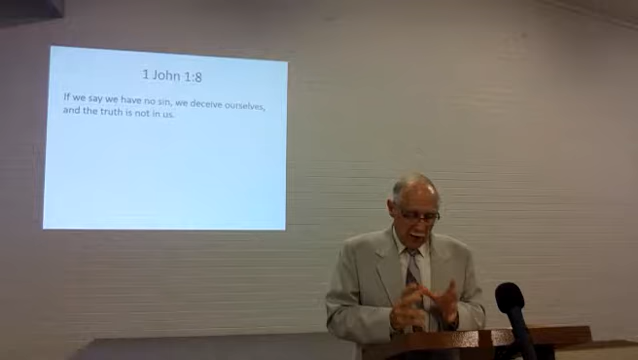 1 John 1:8
If we say we have no sin, we deceive ourselves,
and the truth is not in us.